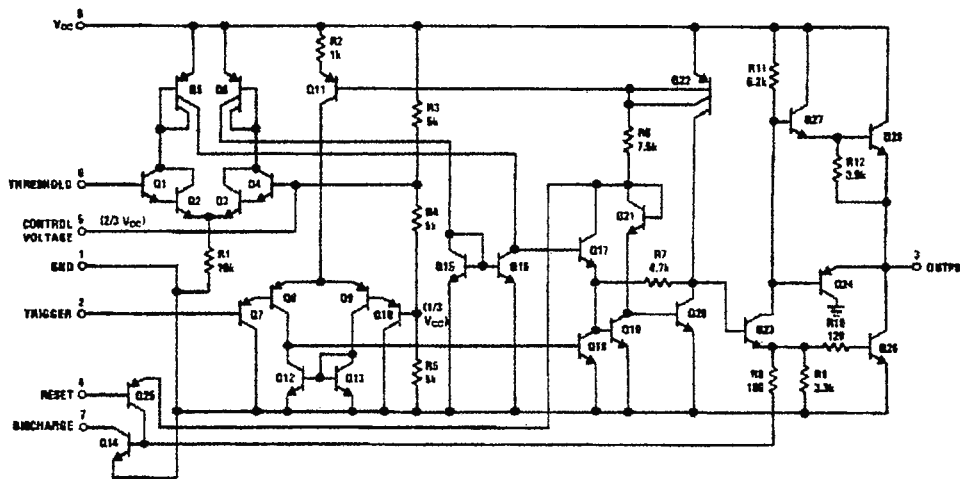 8
VCC
R2
1k
R11
6.2k
Q5
Q6
Q11
Q22
R3
5k
Q27
Q28
R6
7.5k
R12
3.9k
6
THRESHOLD
Q1
Q2
Q3
Q4
5
CONTROL
VOLTAGE
(2/3 VCC)
R4
5k
Q21
1
GND
R1
Q15
Q16
Q17
R7
4.7k
3
Q24
2
TRIGGER
Q7
Q8
Q9
Q10
(1/3
VCC)
Q18
Q19
Q20
Q23
R10
Q26
Q12
Q13
R5
5k
R8
R9
3.3k
4
RESET
Q25
7
DISCHARGE
Q14